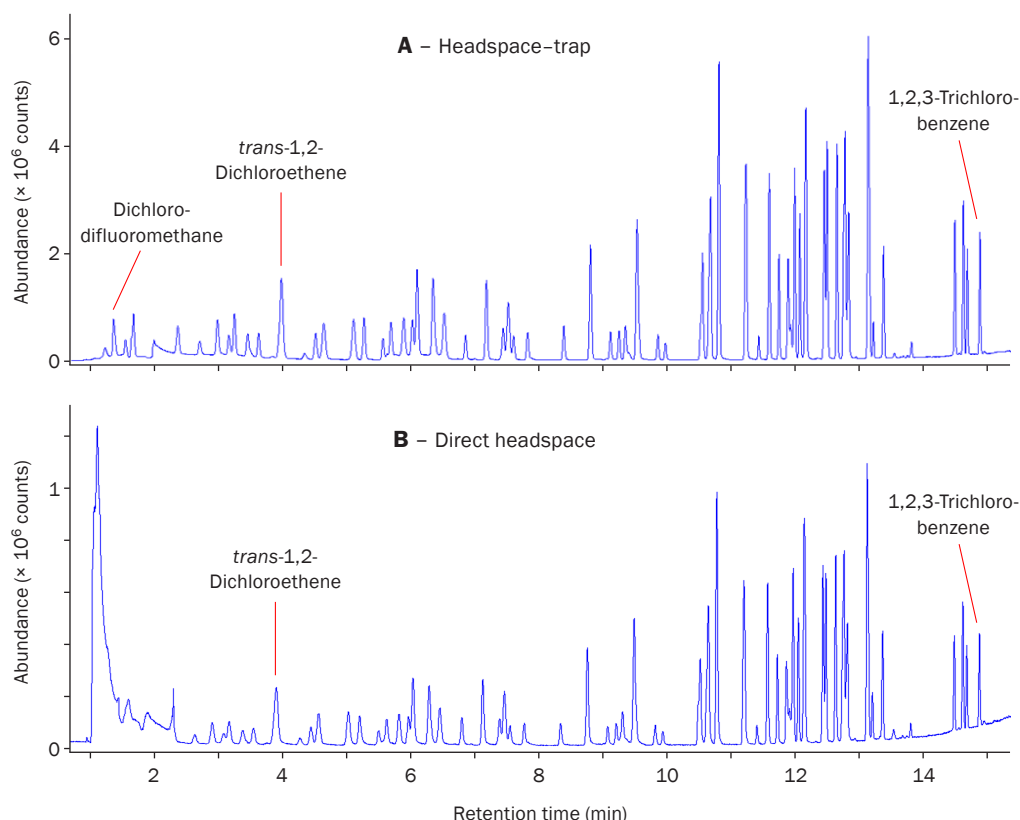 A – Headspace–trap
Abundance (× 10⁶ counts)
6
4
2
0
Dichloro-
difluoromethane
trans-1,2-
Dichloroethene
1,2,3-Trichloro-
benzene
B – Direct headspace
Abundance (× 10⁶ counts)
1
0
trans-1,2-
Dichloroethene
1,2,3-Trichloro-
benzene
2 4 6 8 10 12 14
Retention time (min)